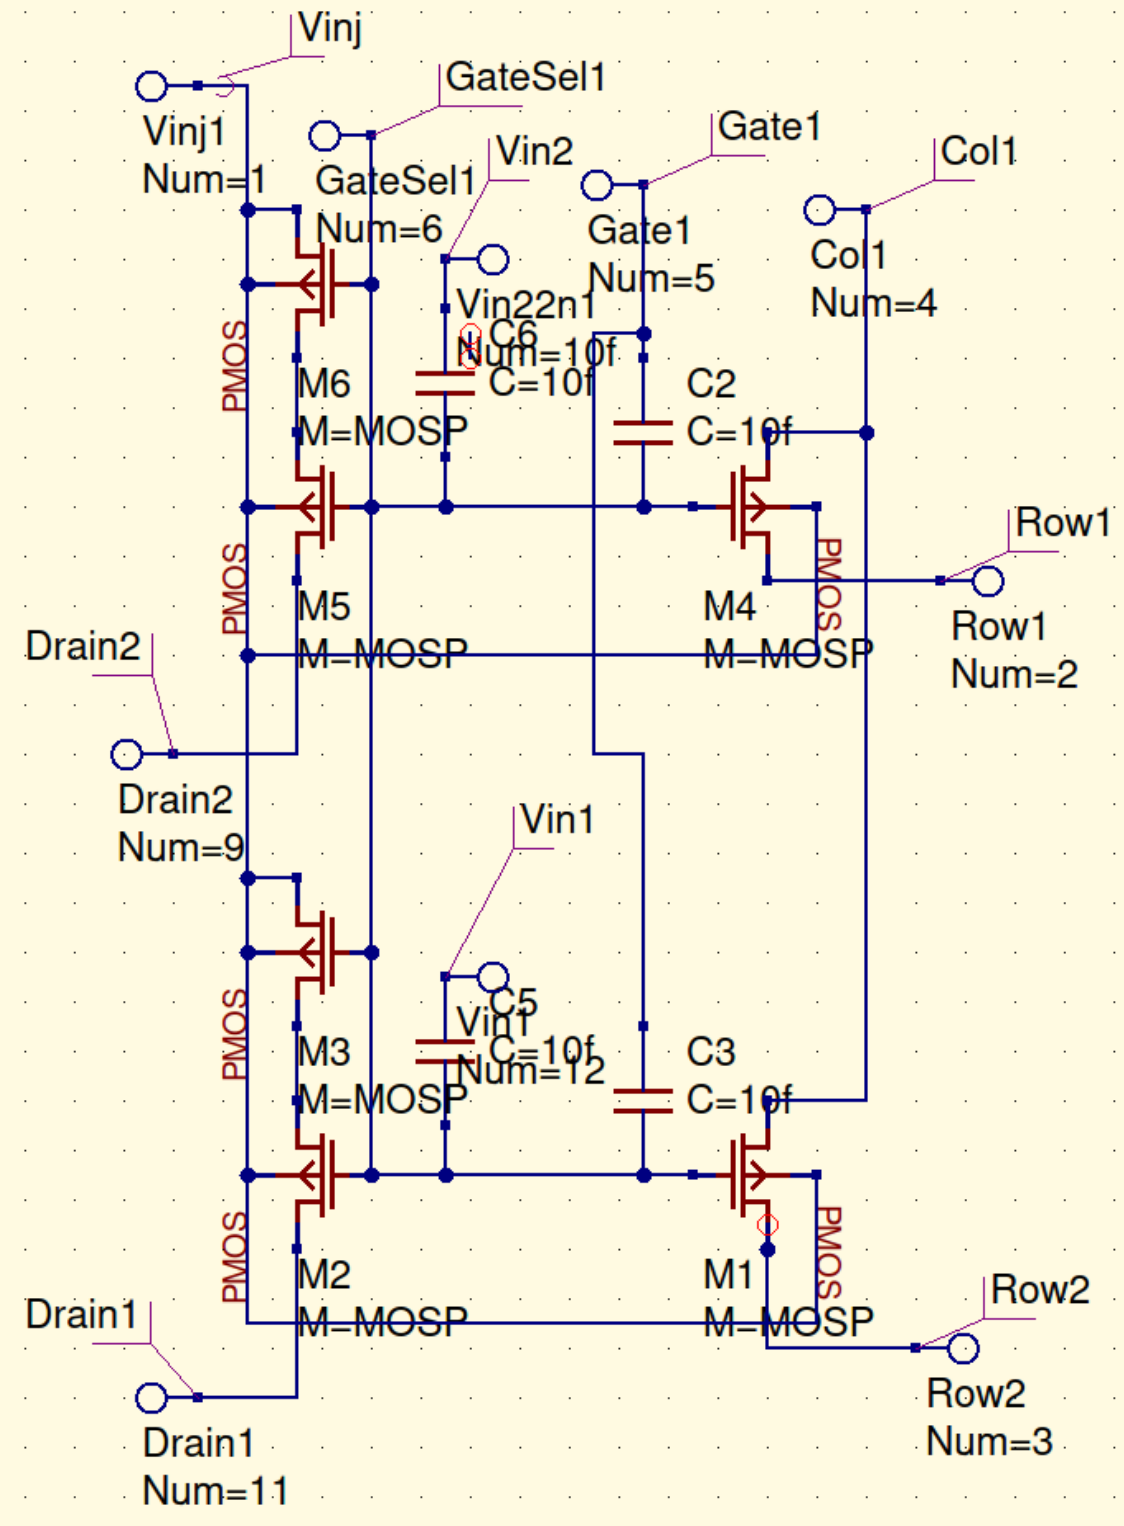 Vinj
Vinj1
Num=1
GateSel1
GateSel1
Num=6
Vin2
Vin22n1
Num=10f
C6
C=10f
Gate1
Gate1
Num=5
Col1
Col1
Num=4
PMOS
M6
M=MOSP
C2
C=10f
PMOS
M5
M=MOSP
PMOS
M4
M=MOSP
Row1
Row1
Num=2
Drain2
Drain2
Num=9
Vin1
Vin1
Num=12
C5
C=10f
PMOS
M3
M=MOSP
C3
C=10f
PMOS
M2
M=MOSP
PMOS
M1
M=MOSP
Row2
Row2
Num=3
Drain1
Drain1
Num=11